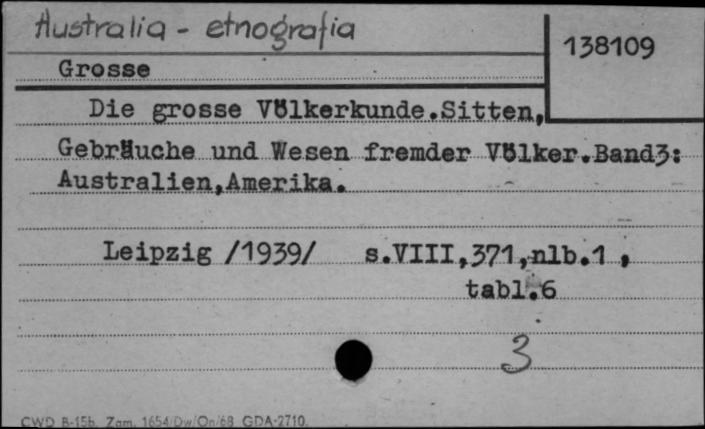 Australia - etnografia
138109
Grosse
Die grosse Völkerkunde.Sitten,
Gebräuche und Wesen fremder Völker.Band3:
Australien,Amerika.
Leipzig /1939/ s.VIII,371,nlb.1 ,
tabl.6
3
CWD B-15b. Zam. 1654/Dw/On/68 GDA-2710.